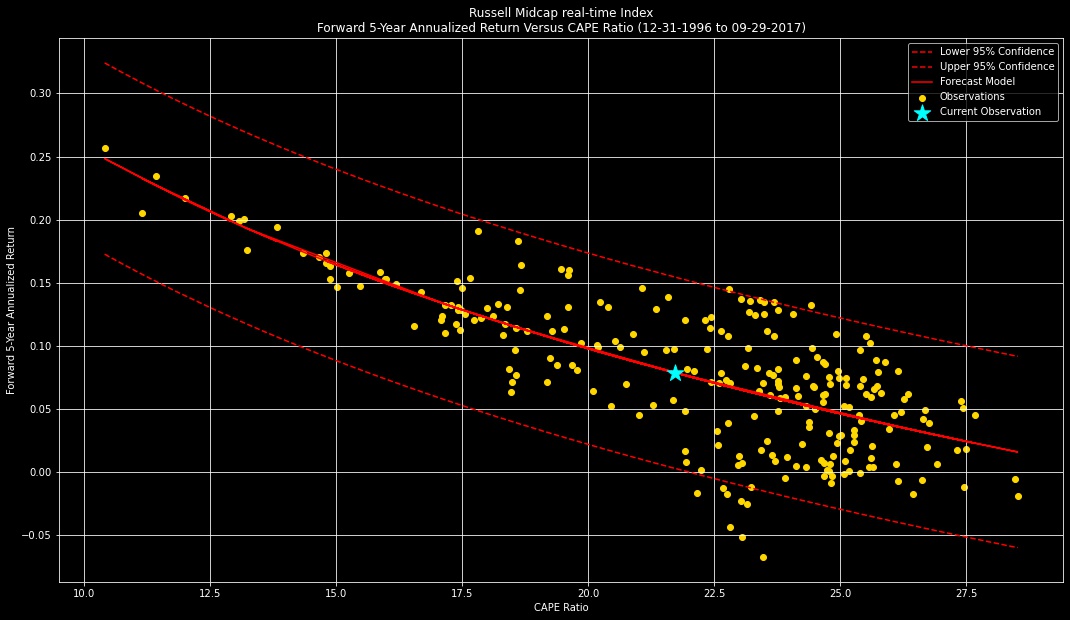 Russell Midcap real-time Index
Forward 5-Year Annualized Return Versus CAPE Ratio (12-31-1996 to 09-29-2017)
Lower 95% Confidence
Upper 95% Confidence
Forecast Model
Observations
Current Observation
Forward 5-Year Annualized Return
0.30
0.25
0.20
0.15
0.10
0.05
0.00
−0.05
10.0 12.5 15.0 17.5 20.0 22.5 25.0 27.5
CAPE Ratio